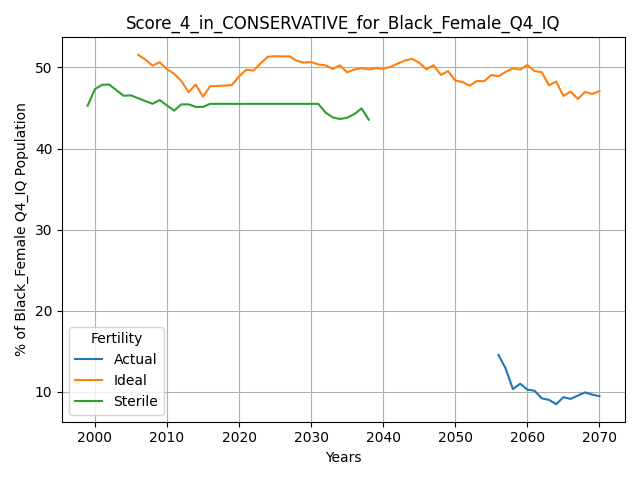 Score_4_in_CONSERVATIVE_for_Black_Female_Q4_IQ
% of Black_Female Q4_IQ Population
50
40
30
20
10
Fertility
Actual
Ideal
Sterile
2000 2010 2020 2030 2040 2050 2060 2070
Years